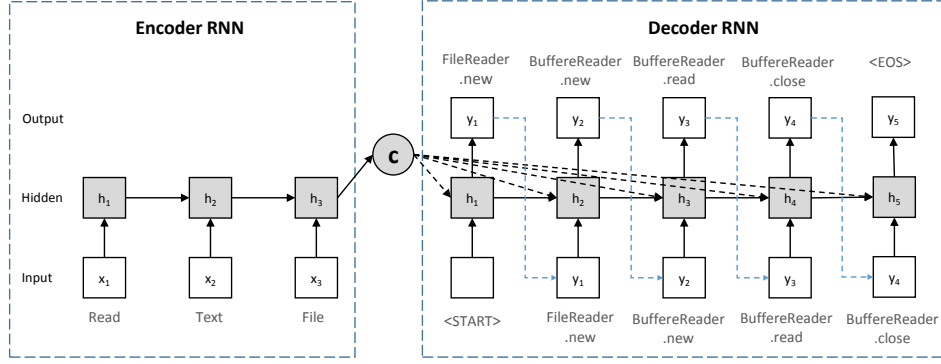 Encoder RNN
Decoder RNN
FileReader
.new
BuffereReader
.new
BuffereReader
.read
BuffereReader
.close
<EOS>
Output
y1
y2
y3
y4
y5
c
Hidden
h1
h2
h3
h1
h2
h3
h4
h5
Input
x1
x2
x3
y1
y2
y3
y4
Read
Text
File
<START>
FileReader
.new
BuffereReader
.new
BuffereReader
.read
BuffereReader
.close